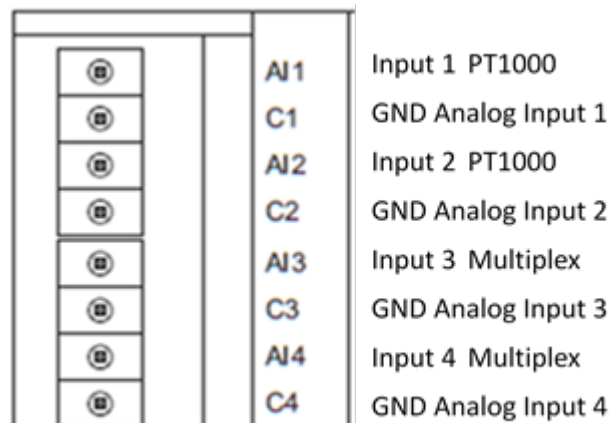 AI1 Input 1 PT1000
C1 GND Analog Input 1
AI2 Input 2 PT1000
C2 GND Analog Input 2
AI3 Input 3 Multiplex
C3 GND Analog Input 3
AI4 Input 4 Multiplex
C4 GND Analog Input 4